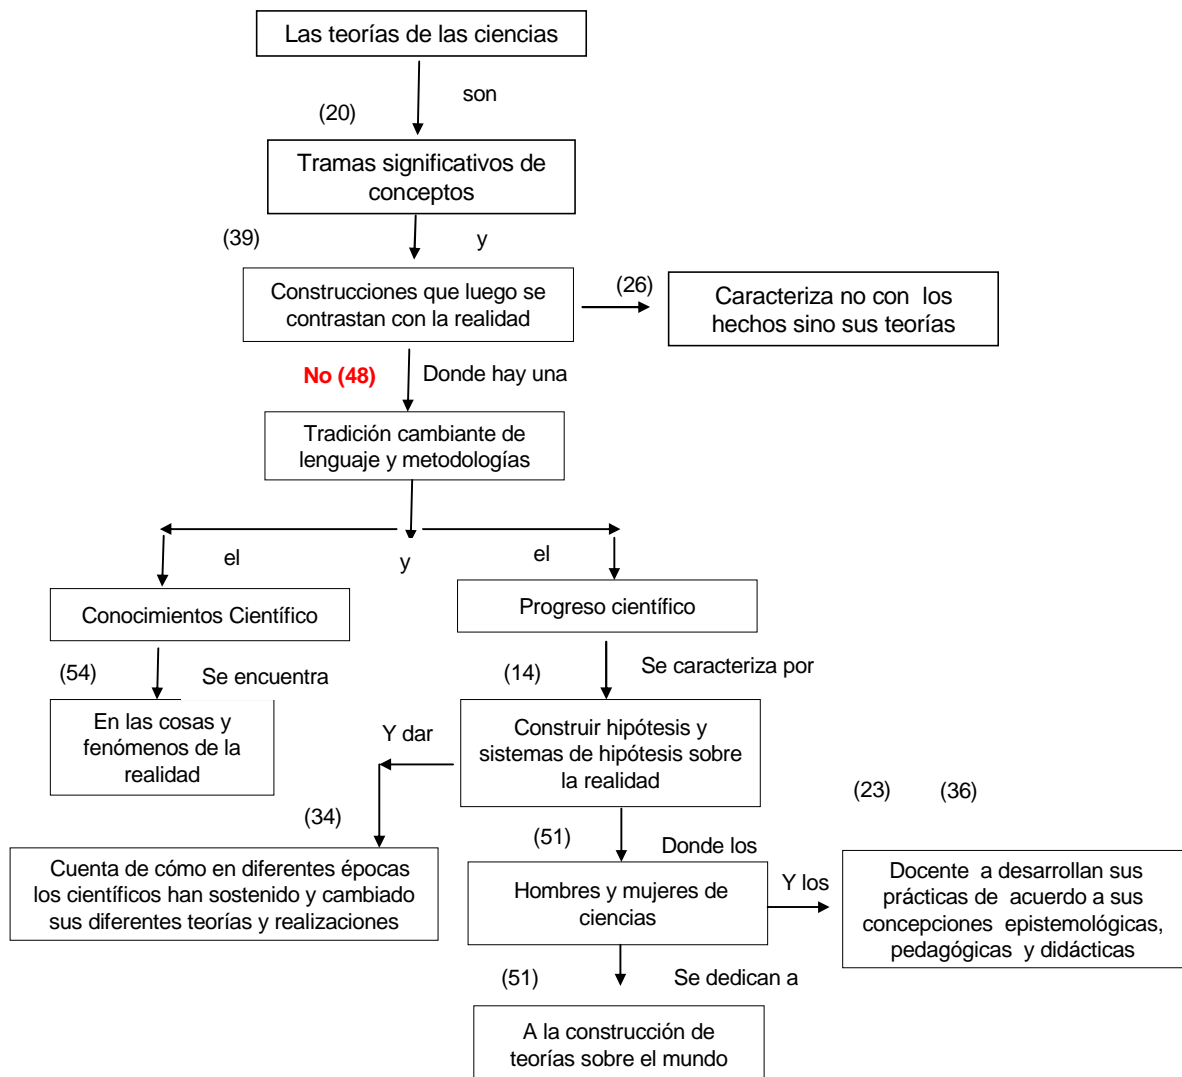 Las teorías de las ciencias
son
(20)
Tramas significativos de
conceptos
(39)
y
Construcciones que luego se
contrastan con la realidad
(26)
Caracteriza no con los
hechos sino sus teorías
No (48)
Donde hay una
Tradición cambiante de
lenguaje y metodologías
el
y
el
Conocimientos Científico
Progreso científico
(54)
Se encuentra
(14)
Se caracteriza por
En las cosas y
fenómenos de la
realidad
Y dar
Construir hipótesis y
sistemas de hipótesis sobre
la realidad
(23)
(36)
(34)
(51)
Donde los
Cuenta de cómo en diferentes épocas
los científicos han sostenido y cambiado
sus diferentes teorías y realizaciones
Hombres y mujeres de
ciencias
Y los
Docente a desarrollan sus
prácticas de acuerdo a sus
concepciones epistemológicas,
pedagógicas y didácticas
(51)
Se dedican a
A la construcción de
teorías sobre el mundo